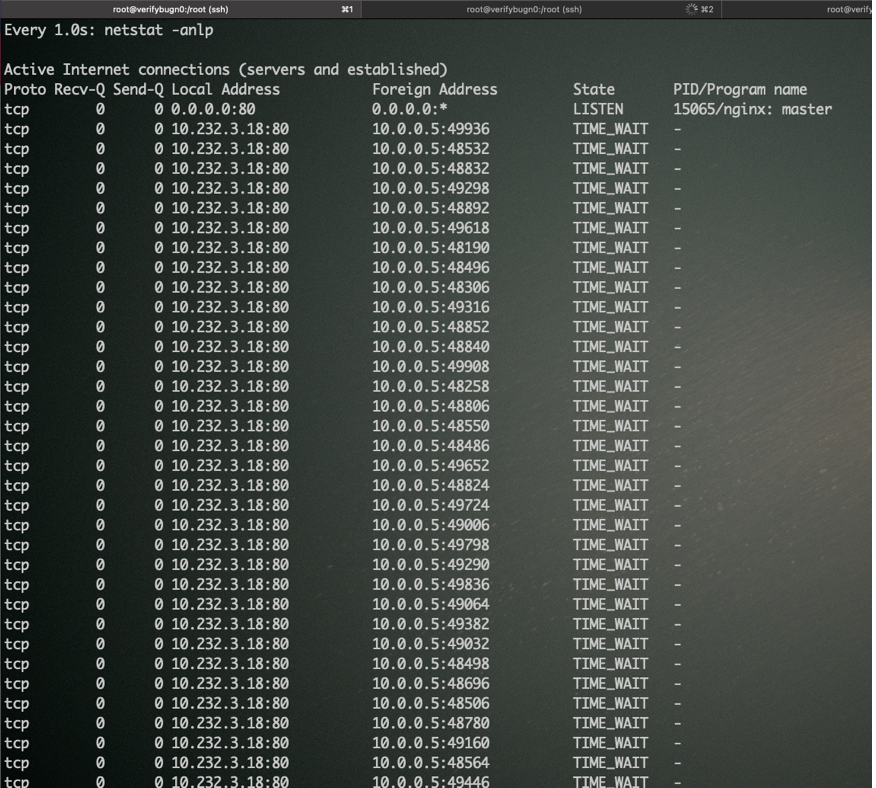 root@verifybugn0:/root (ssh) ⌘1 root@verifybugn0:/root (ssh) ⌘2 root@verify
Every 1.0s: netstat -anlp
Active Internet connections (servers and established)
Proto Recv-Q Send-Q Local Address Foreign Address State PID/Program name
tcp 0 0 0.0.0.0:80 0.0.0.0:* LISTEN 15065/nginx: master
tcp 0 0 10.232.3.18:80 10.0.0.5:49936 TIME_WAIT -
tcp 0 0 10.232.3.18:80 10.0.0.5:48532 TIME_WAIT -
tcp 0 0 10.232.3.18:80 10.0.0.5:48832 TIME_WAIT -
tcp 0 0 10.232.3.18:80 10.0.0.5:49298 TIME_WAIT -
tcp 0 0 10.232.3.18:80 10.0.0.5:48892 TIME_WAIT -
tcp 0 0 10.232.3.18:80 10.0.0.5:49618 TIME_WAIT -
tcp 0 0 10.232.3.18:80 10.0.0.5:48190 TIME_WAIT -
tcp 0 0 10.232.3.18:80 10.0.0.5:48496 TIME_WAIT -
tcp 0 0 10.232.3.18:80 10.0.0.5:48306 TIME_WAIT -
tcp 0 0 10.232.3.18:80 10.0.0.5:49316 TIME_WAIT -
tcp 0 0 10.232.3.18:80 10.0.0.5:48852 TIME_WAIT -
tcp 0 0 10.232.3.18:80 10.0.0.5:48840 TIME_WAIT -
tcp 0 0 10.232.3.18:80 10.0.0.5:49908 TIME_WAIT -
tcp 0 0 10.232.3.18:80 10.0.0.5:48258 TIME_WAIT -
tcp 0 0 10.232.3.18:80 10.0.0.5:48806 TIME_WAIT -
tcp 0 0 10.232.3.18:80 10.0.0.5:48550 TIME_WAIT -
tcp 0 0 10.232.3.18:80 10.0.0.5:48486 TIME_WAIT -
tcp 0 0 10.232.3.18:80 10.0.0.5:49652 TIME_WAIT -
tcp 0 0 10.232.3.18:80 10.0.0.5:48824 TIME_WAIT -
tcp 0 0 10.232.3.18:80 10.0.0.5:49724 TIME_WAIT -
tcp 0 0 10.232.3.18:80 10.0.0.5:49006 TIME_WAIT -
tcp 0 0 10.232.3.18:80 10.0.0.5:49798 TIME_WAIT -
tcp 0 0 10.232.3.18:80 10.0.0.5:49290 TIME_WAIT -
tcp 0 0 10.232.3.18:80 10.0.0.5:49836 TIME_WAIT -
tcp 0 0 10.232.3.18:80 10.0.0.5:49064 TIME_WAIT -
tcp 0 0 10.232.3.18:80 10.0.0.5:49382 TIME_WAIT -
tcp 0 0 10.232.3.18:80 10.0.0.5:49032 TIME_WAIT -
tcp 0 0 10.232.3.18:80 10.0.0.5:48498 TIME_WAIT -
tcp 0 0 10.232.3.18:80 10.0.0.5:48696 TIME_WAIT -
tcp 0 0 10.232.3.18:80 10.0.0.5:48506 TIME_WAIT -
tcp 0 0 10.232.3.18:80 10.0.0.5:48780 TIME_WAIT -
tcp 0 0 10.232.3.18:80 10.0.0.5:49160 TIME_WAIT -
tcp 0 0 10.232.3.18:80 10.0.0.5:48564 TIME_WAIT -
tcp 0 0 10.232.3.18:80 10.0.0.5:49446 TIME_WAIT -